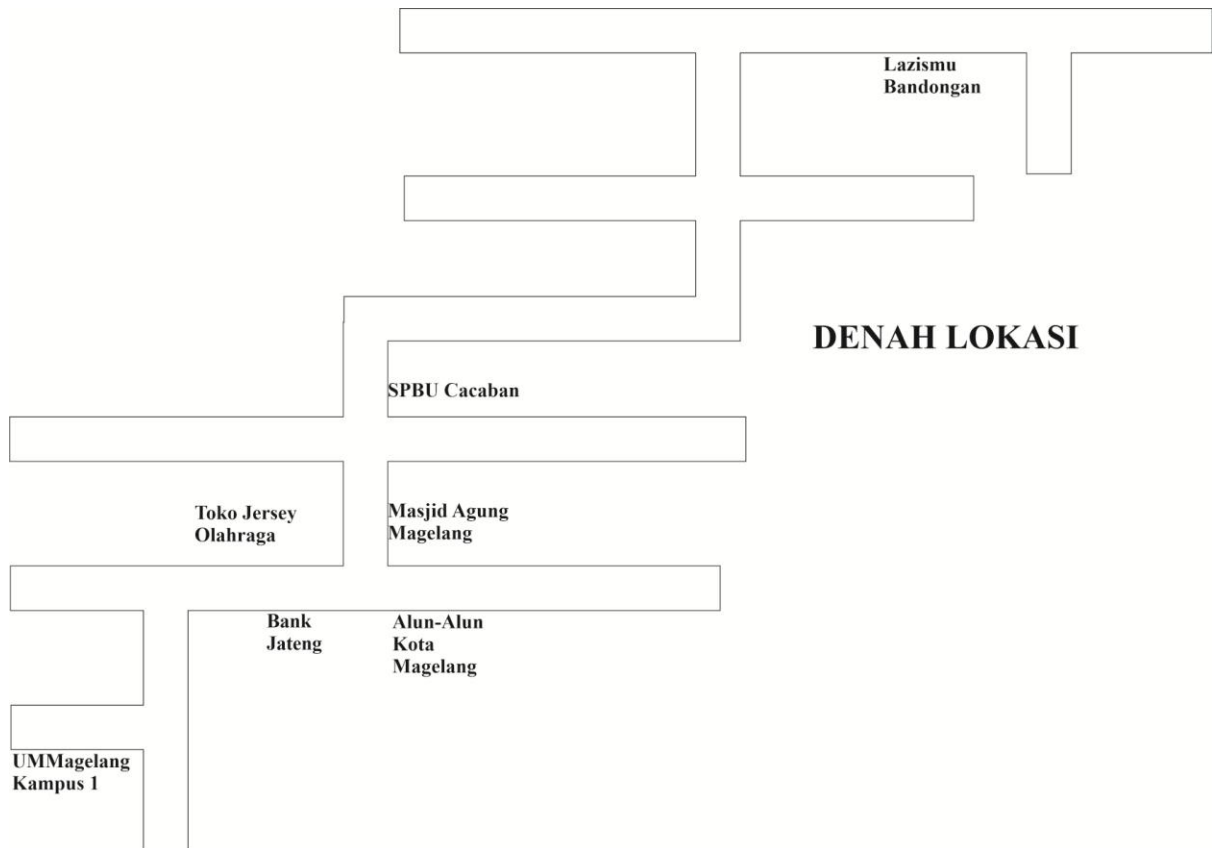 Lazismu
Bandongan
DENAH LOKASI
SPBU Cacaban
Toko Jersey
Olahraga
Masjid Agung
Magelang
Bank
Jateng
Alun-Alun
Kota
Magelang
UMMagelang
Kampus 1